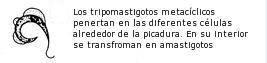 Los tripomastigotos metacíclicos
penertan en las diferentes células
alrededor de la picadura. En su interior
se transfroman en amastigotos